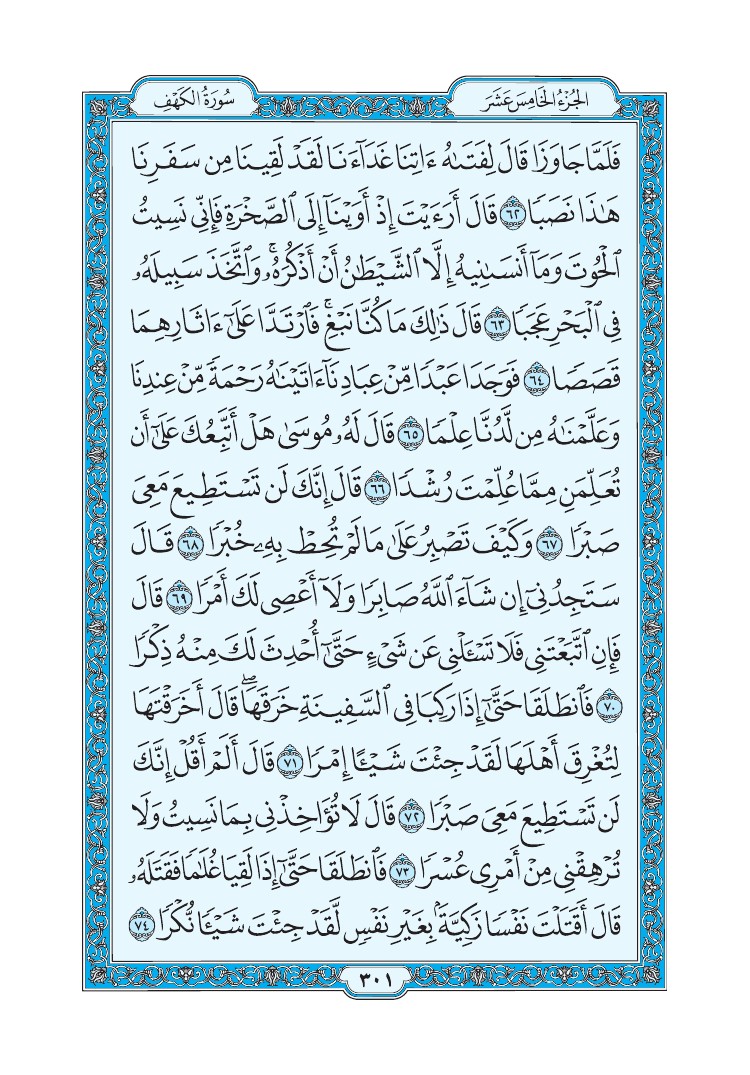 الجُزْءُ الخَامِسَ عَشَرَ
سُورَةُ الكَهْفِ
فَلَمَّا جَاوَزَا قَالَ لِفَتَىٰهُ ءَاتِنَا غَدَآءَنَا لَقَدْ لَقِينَا مِن سَفَرِنَا
هَٰذَا نَصَبًا ٦٢ قَالَ أَرَءَيْتَ إِذْ أَوَيْنَآ إِلَى ٱلصَّخْرَةِ فَإِنِّي نَسِيتُ
ٱلْحُوتَ وَمَآ أَنسَىٰنِيهُ إِلَّا ٱلشَّيْطَٰنُ أَنْ أَذْكُرَهُۥۚ وَٱتَّخَذَ سَبِيلَهُۥ
فِي ٱلْبَحْرِ عَجَبًا ٦٣ قَالَ ذَٰلِكَ مَا كُنَّا نَبْغِۚ فَٱرْتَدَّا عَلَىٰٓ ءَاثَارِهِمَا
قَصَصًا ٦٤ فَوَجَدَا عَبْدًا مِّنْ عِبَادِنَآ ءَاتَيْنَٰهُ رَحْمَةً مِّنْ عِندِنَا
وَعَلَّمْنَٰهُ مِن لَّدُنَّا عِلْمًا ٦٥ قَالَ لَهُۥ مُوسَىٰ هَلْ أَتَّبِعُكَ عَلَىٰٓ أَن
تُعَلِّمَنِ مِمَّا عُلِّمْتَ رُشْدًا ٦٦ قَالَ إِنَّكَ لَن تَسْتَطِيعَ مَعِيَ
صَبْرًا ٦٧ وَكَيْفَ تَصْبِرُ عَلَىٰ مَا لَمْ تُحِطْ بِهِۦ خُبْرًا ٦٨ قَالَ
سَتَجِدُنِيٓ إِن شَآءَ ٱللَّهُ صَابِرًا وَلَآ أَعْصِي لَكَ أَمْرًا ٦٩ قَالَ
فَإِنِ ٱتَّبَعْتَنِي فَلَا تَسْـَٔلْنِي عَن شَيْءٍ حَتَّىٰٓ أُحْدِثَ لَكَ مِنْهُ ذِكْرًا
٧٠ فَٱنطَلَقَا حَتَّىٰٓ إِذَا رَكِبَا فِي ٱلسَّفِينَةِ خَرَقَهَاۖ قَالَ أَخَرَقْتَهَا
لِتُغْرِقَ أَهْلَهَا لَقَدْ جِئْتَ شَيْـًٔا إِمْرًا ٧١ قَالَ أَلَمْ أَقُلْ إِنَّكَ
لَن تَسْتَطِيعَ مَعِيَ صَبْرًا ٧٢ قَالَ لَا تُؤَاخِذْنِي بِمَا نَسِيتُ وَلَا
تُرْهِقْنِي مِنْ أَمْرِي عُسْرًا ٧٣ فَٱنطَلَقَا حَتَّىٰٓ إِذَا لَقِيَا غُلَٰمًا فَقَتَلَهُۥ
قَالَ أَقَتَلْتَ نَفْسًا زَكِيَّةًۢ بِغَيْرِ نَفْسٍ لَّقَدْ جِئْتَ شَيْـًٔا نُّكْرًا ٧٤
٣٠١